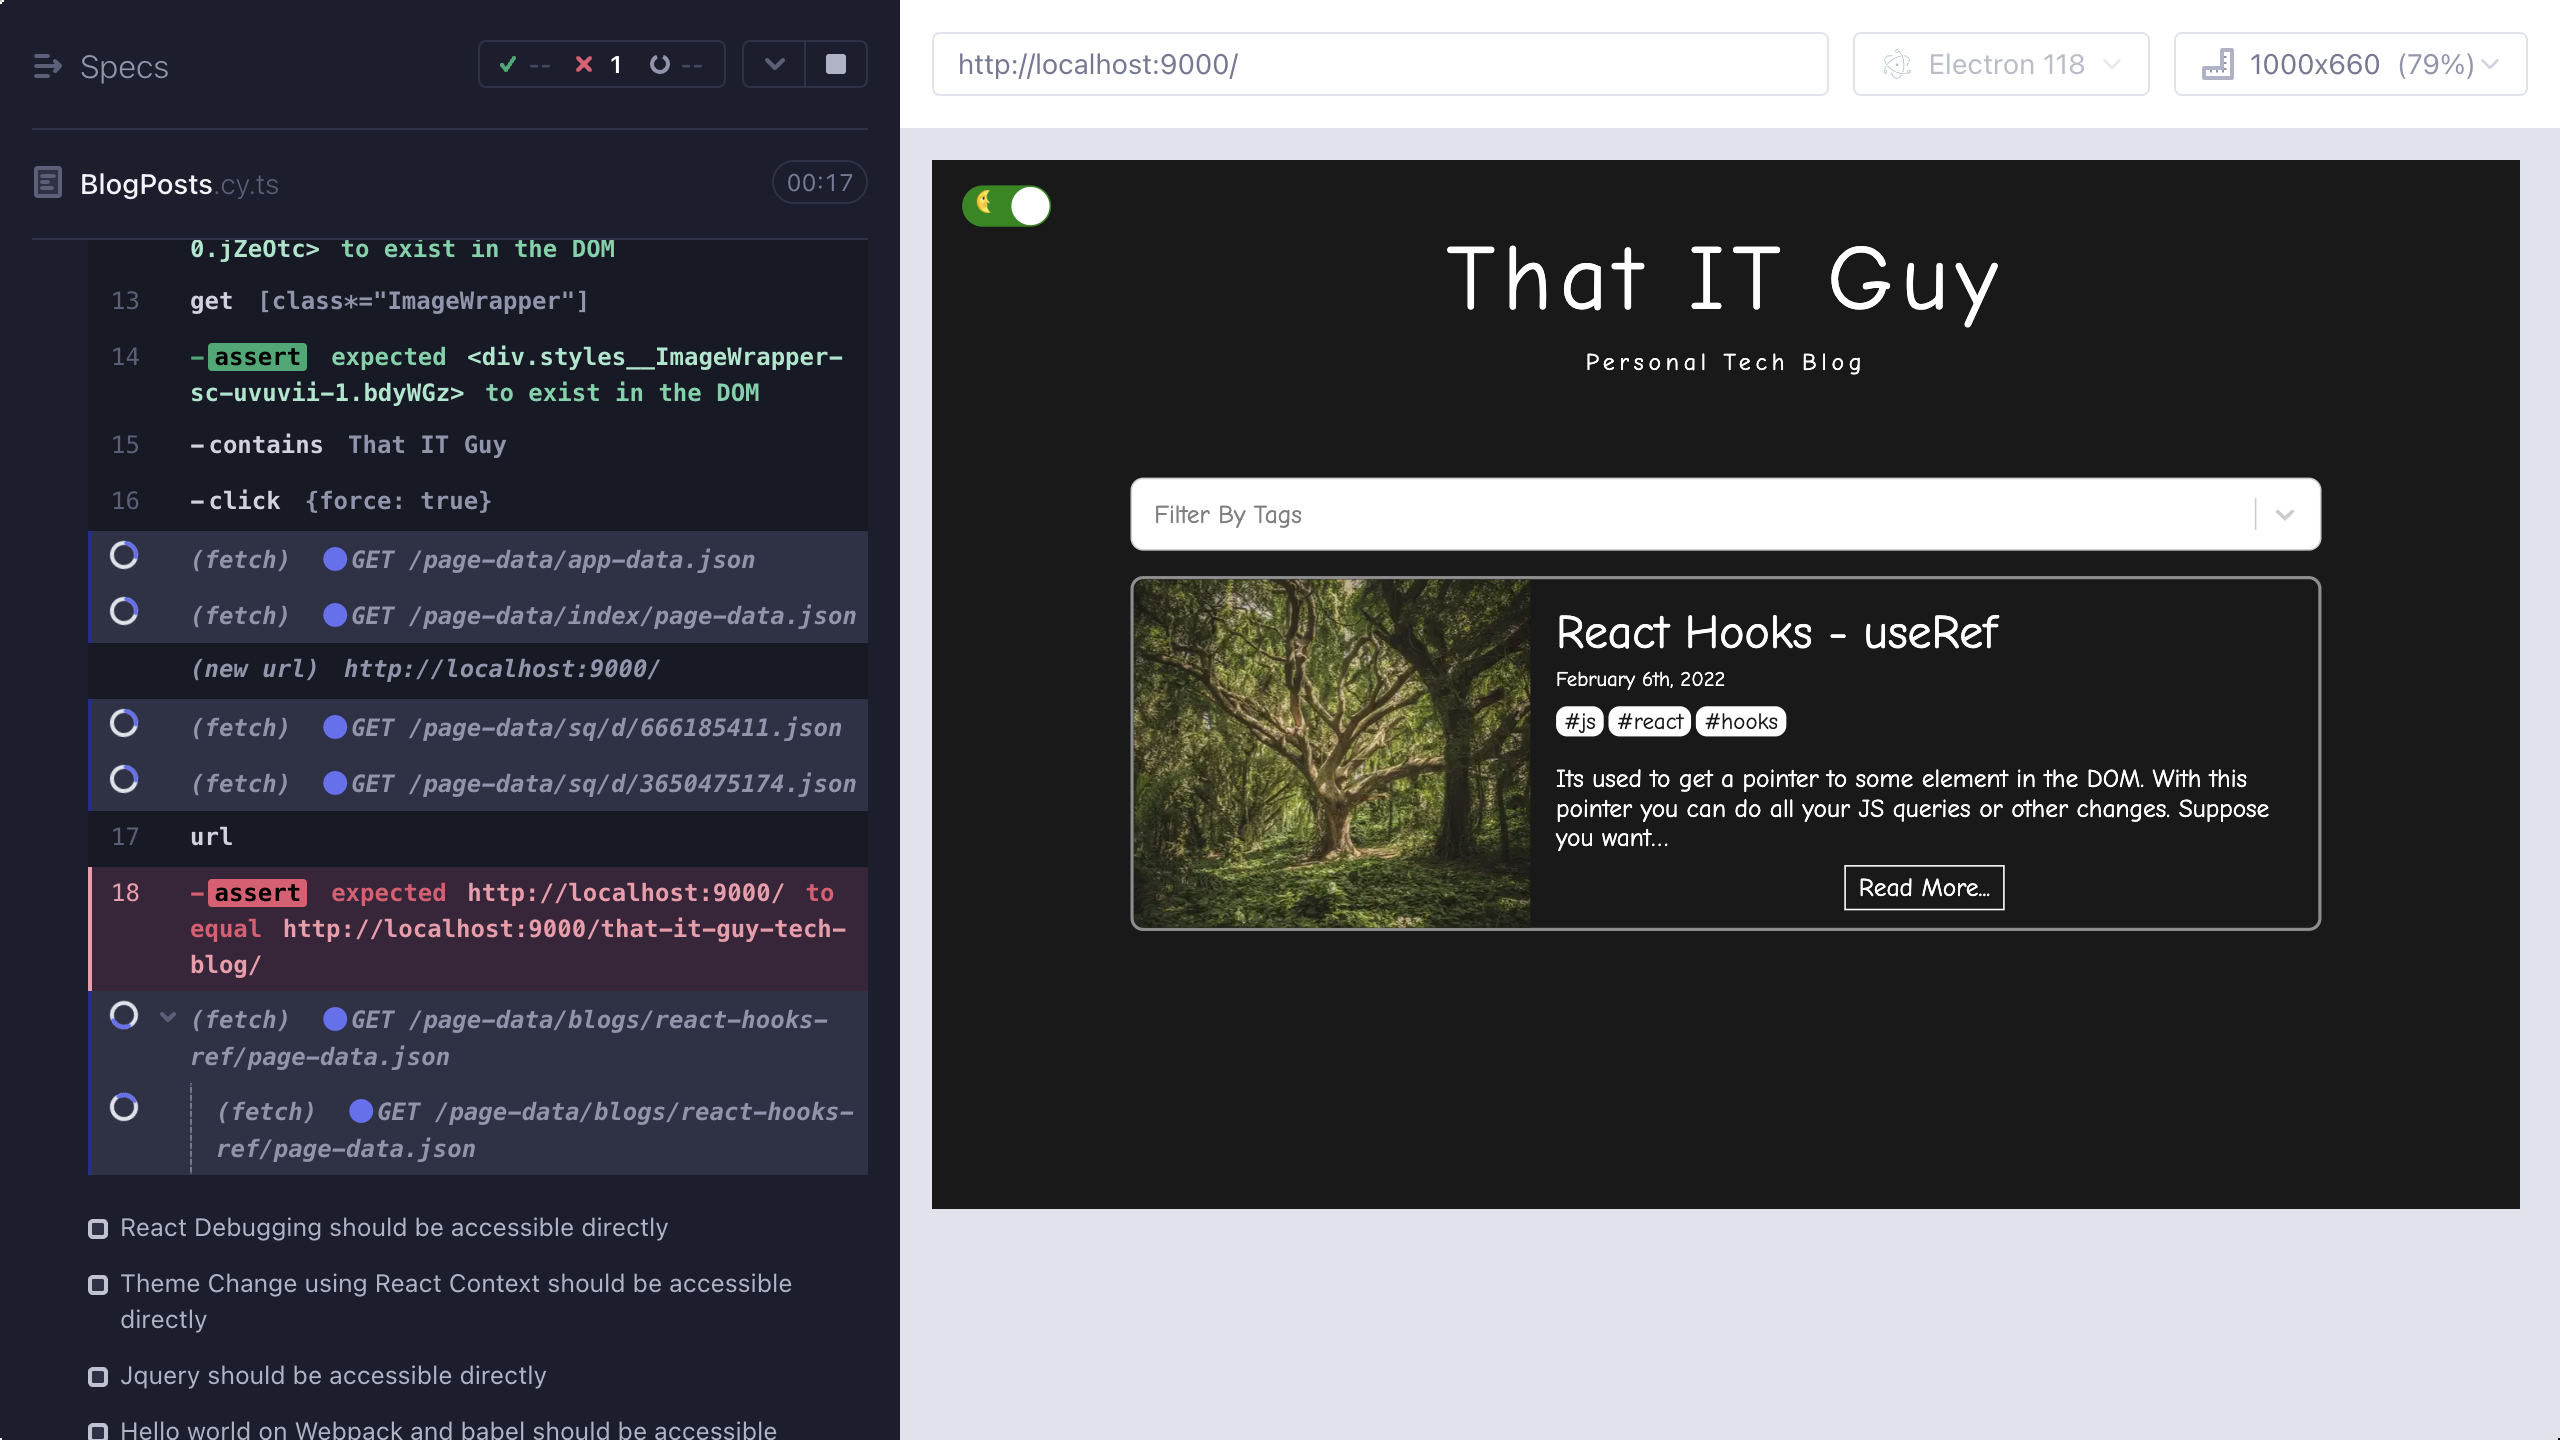 Specs
-- 1 --
BlogPosts.cy.ts 00:17
0.jZeOtc> to exist in the DOM
13 get [class*="ImageWrapper"]
14 -assert expected <div.styles__ImageWrapper-
sc-uvuvii-1.bdyWGz> to exist in the DOM
15 -contains That IT Guy
16 -click {force: true}
(fetch) GET /page-data/app-data.json
(fetch) GET /page-data/index/page-data.json
(new url) http://localhost:9000/
(fetch) GET /page-data/sq/d/666185411.json
(fetch) GET /page-data/sq/d/3650475174.json
17 url
18 -assert expected http://localhost:9000/ to
equal http://localhost:9000/that-it-guy-tech-
blog/
(fetch) GET /page-data/blogs/react-hooks-
ref/page-data.json
(fetch) GET /page-data/blogs/react-hooks-
ref/page-data.json
React Debugging should be accessible directly
Theme Change using React Context should be accessible
directly
Jquery should be accessible directly
Hello world on Webpack and babel should be accessible
http://localhost:9000/
Electron 118
1000x660 (79%)
That IT Guy
Personal Tech Blog
Filter By Tags
React Hooks - useRef
February 6th, 2022
#js #react #hooks
Its used to get a pointer to some element in the DOM. With this
pointer you can do all your JS queries or other changes. Suppose
you want...
Read More...